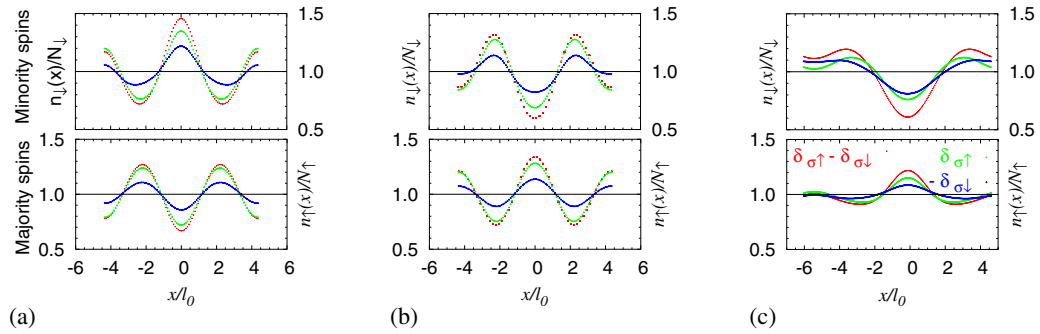 Minority spins
n↓(x)/N↓
1.5
1.0
0.5
n↓(x)/N↓
1.5
1.0
0.5
n↓(x)/N↓
1.5
1.0
0.5
Majority spins
1.5
1.0
0.5
n↑(x)/N↑
1.5
1.0
0.5
n↑(x)/N↑
1.5
1.0
0.5
n↑(x)/N↑
δσ↑ - δσ↓
δσ↑
- δσ↓
-6 -4 -2 0 2 4 6
-6 -4 -2 0 2 4 6
-6 -4 -2 0 2 4 6
x/l0
x/l0
x/l0
(a)
(b)
(c)